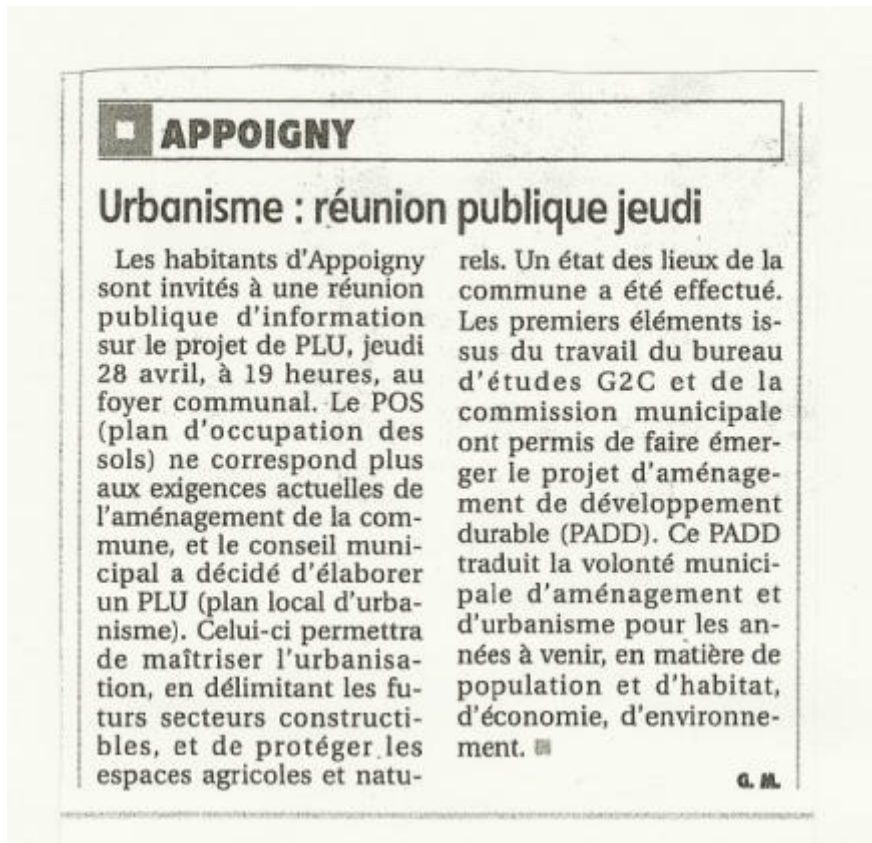 APPOIGNY
Urbanisme : réunion publique jeudi
Les habitants d'Appoigny
sont invités à une réunion
publique d'information
sur le projet de PLU, jeudi
28 avril, à 19 heures, au
foyer communal. Le POS
(plan d'occupation des
sols) ne correspond plus
aux exigences actuelles de
l'aménagement de la com-
mune, et le conseil muni-
cipal a décidé d'élaborer
un PLU (plan local d'urba-
nisme). Celui-ci permettra
de maîtriser l'urbanisa-
tion, en délimitant les fu-
turs secteurs constructi-
bles, et de protéger les
espaces agricoles et natu-
rels. Un état des lieux de la
commune a été effectué.
Les premiers éléments is-
sus du travail du bureau
d'études G2C et de la
commission municipale
ont permis de faire émer-
ger le projet d'aménage-
ment de développement
durable (PADD). Ce PADD
traduit la volonté munici-
pale d'aménagement et
d'urbanisme pour les an-
nées à venir, en matière de
population et d'habitat,
d'économie, d'environne-
ment.
G. M.